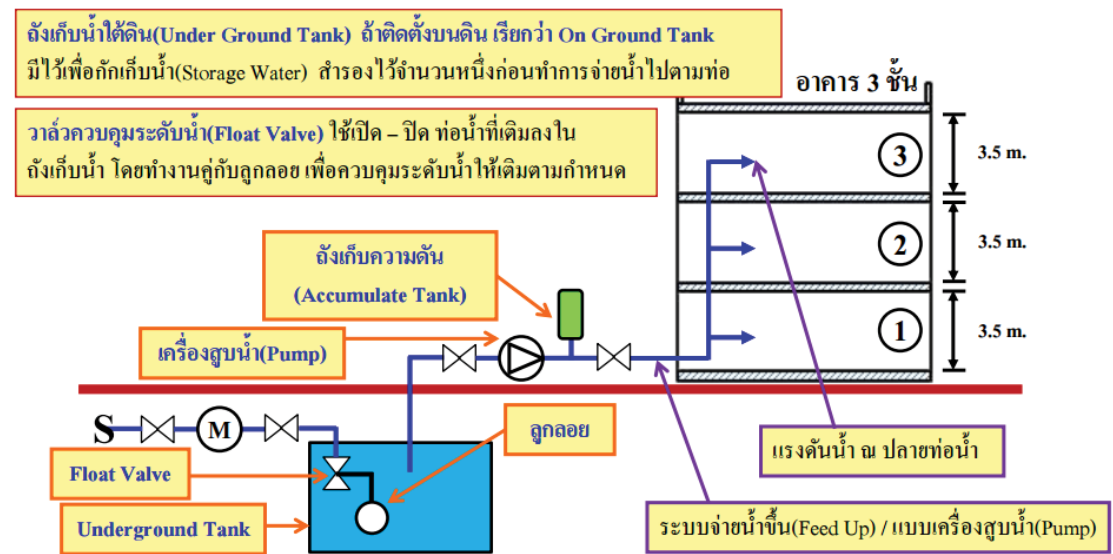 ถังเก็บน้ำใต้ดิน(Under Ground Tank) ถ้าติดตั้งบนดิน เรียกว่า On Ground Tank
มีไว้เพื่อกักเก็บน้ำ(Storage Water) สำรองไว้จำนวนหนึ่งก่อนทำการจ่ายน้ำไปตามท่อ
วาล์วควบคุมระดับน้ำ(Float Valve) ใช้เปิด – ปิด ท่อน้ำที่เติมลงใน
ถังเก็บน้ำ โดยทำงานคู่กับลูกลอย เพื่อควบคุมระดับน้ำให้เติมตามกำหนด
อาคาร 3 ชั้น
3
3.5 m.
2
3.5 m.
1
3.5 m.
ถังเก็บความดัน
(Accumulate Tank)
เครื่องสูบน้ำ(Pump)
S
M
ลูกลอย
Float Valve
Underground Tank
แรงดันน้ำ ณ ปลายท่อน้ำ
ระบบจ่ายน้ำขึ้น(Feed Up) / แบบเครื่องสูบน้ำ(Pump)